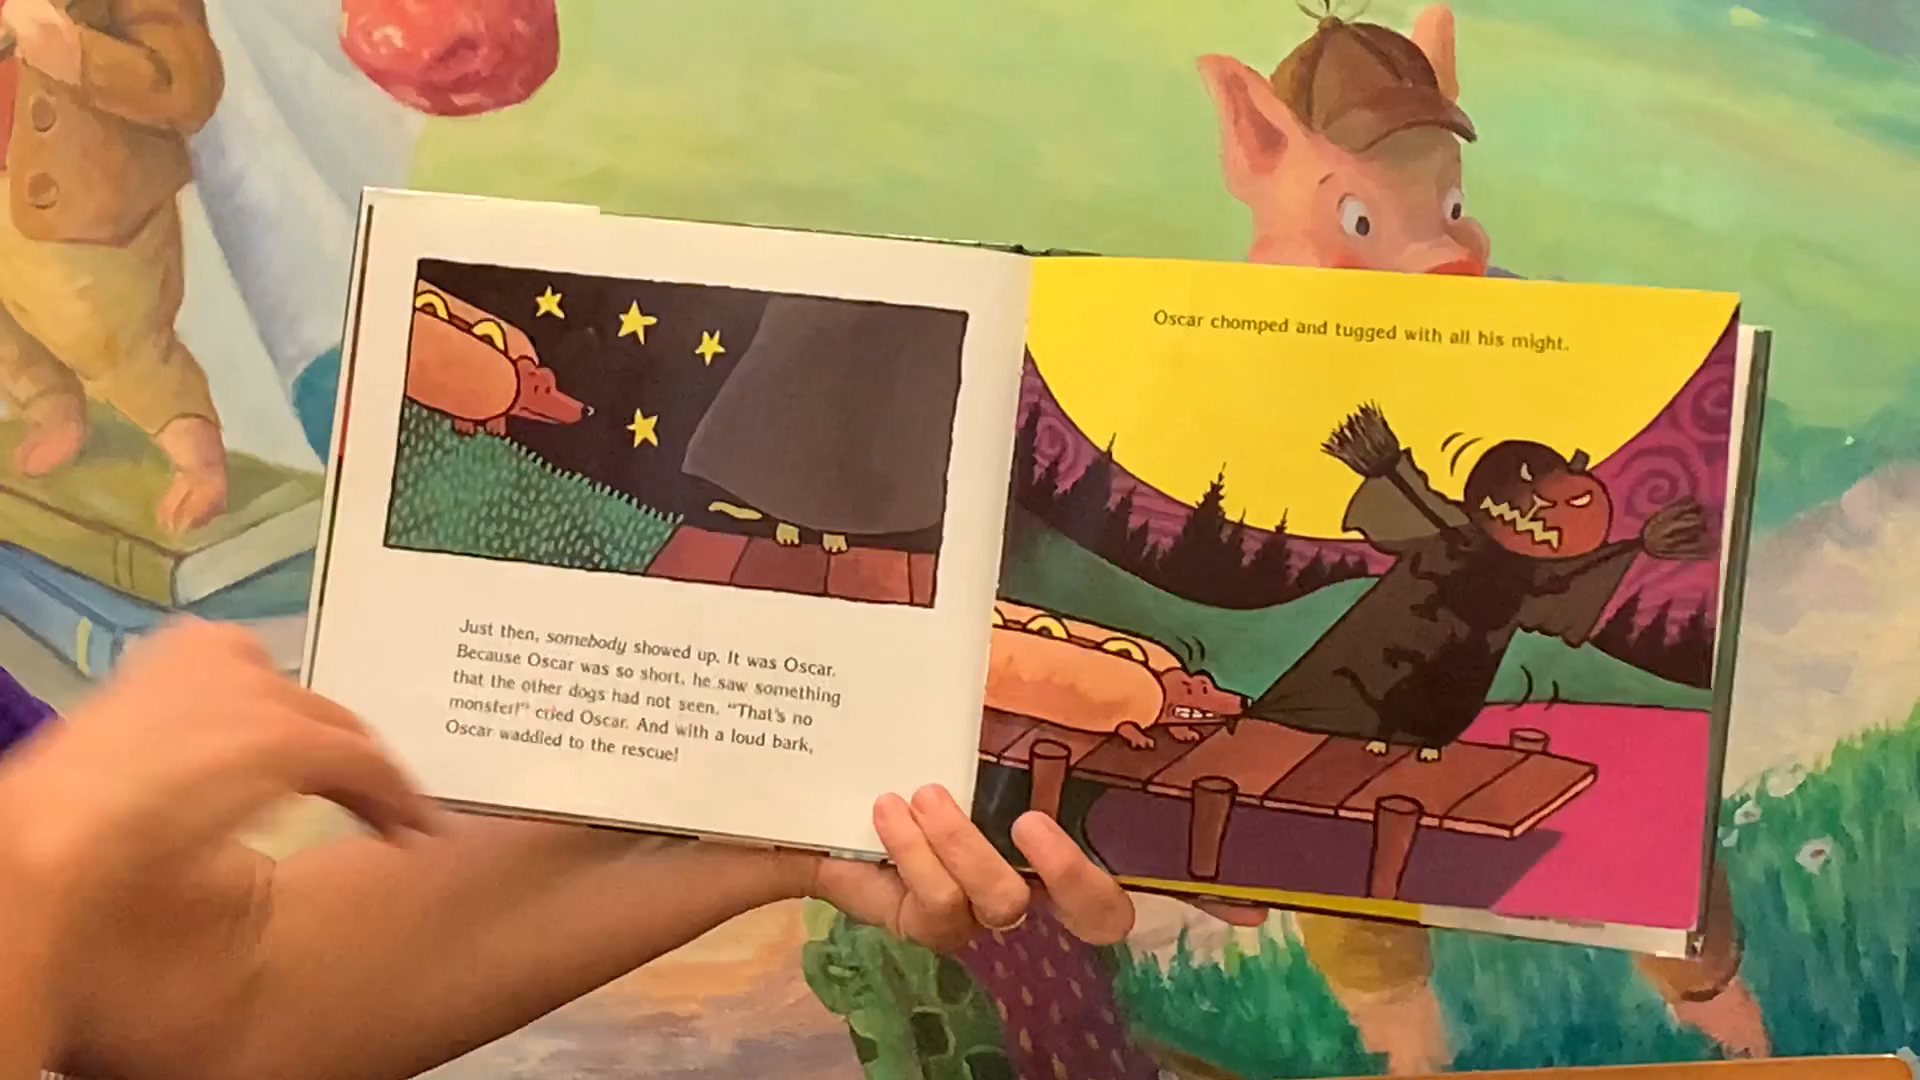 Just then, somebody showed up. It was Oscar.
Because Oscar was so short, he saw something
that the other dogs had not seen. "That's no
monster!" cried Oscar. And with a loud bark,
Oscar waddled to the rescue!
Oscar chomped and tugged with all his might.